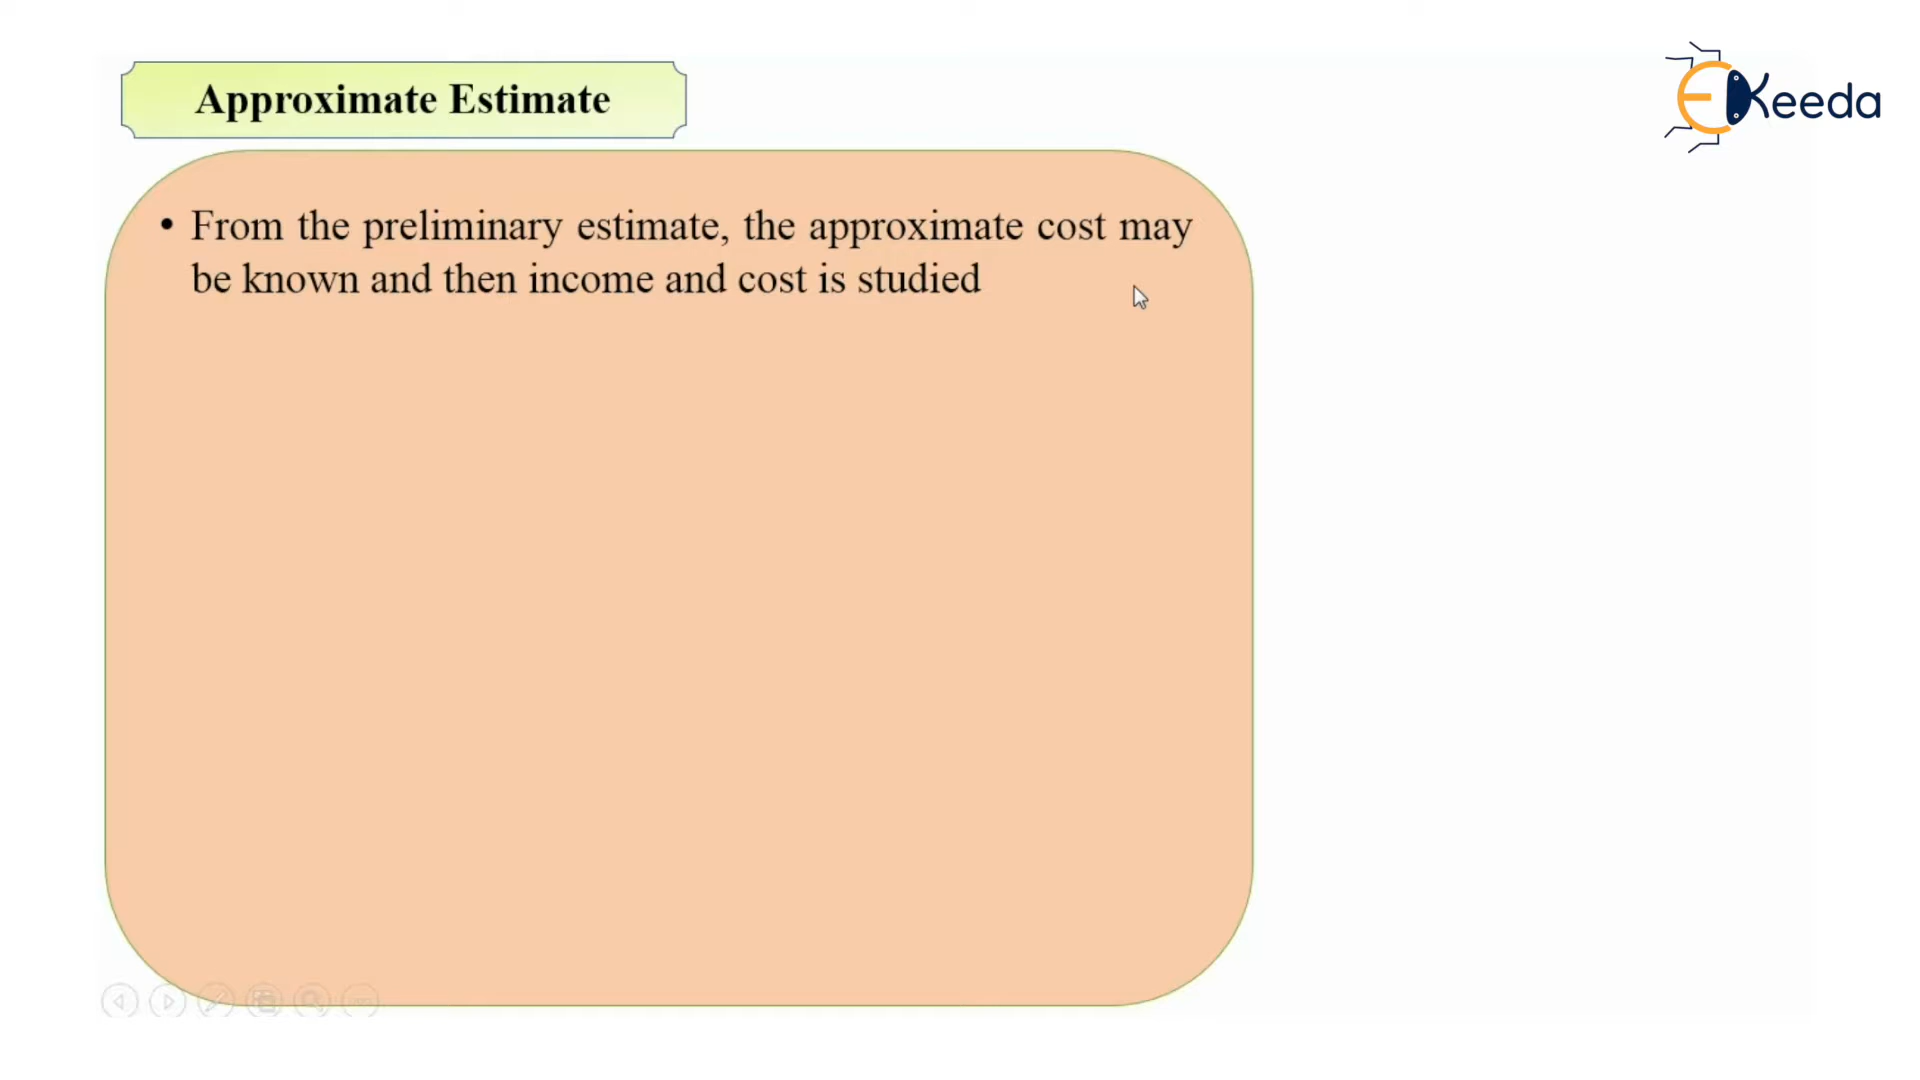 Approximate Estimate
EKeeda
• From the preliminary estimate, the approximate cost may
be known and then income and cost is studied